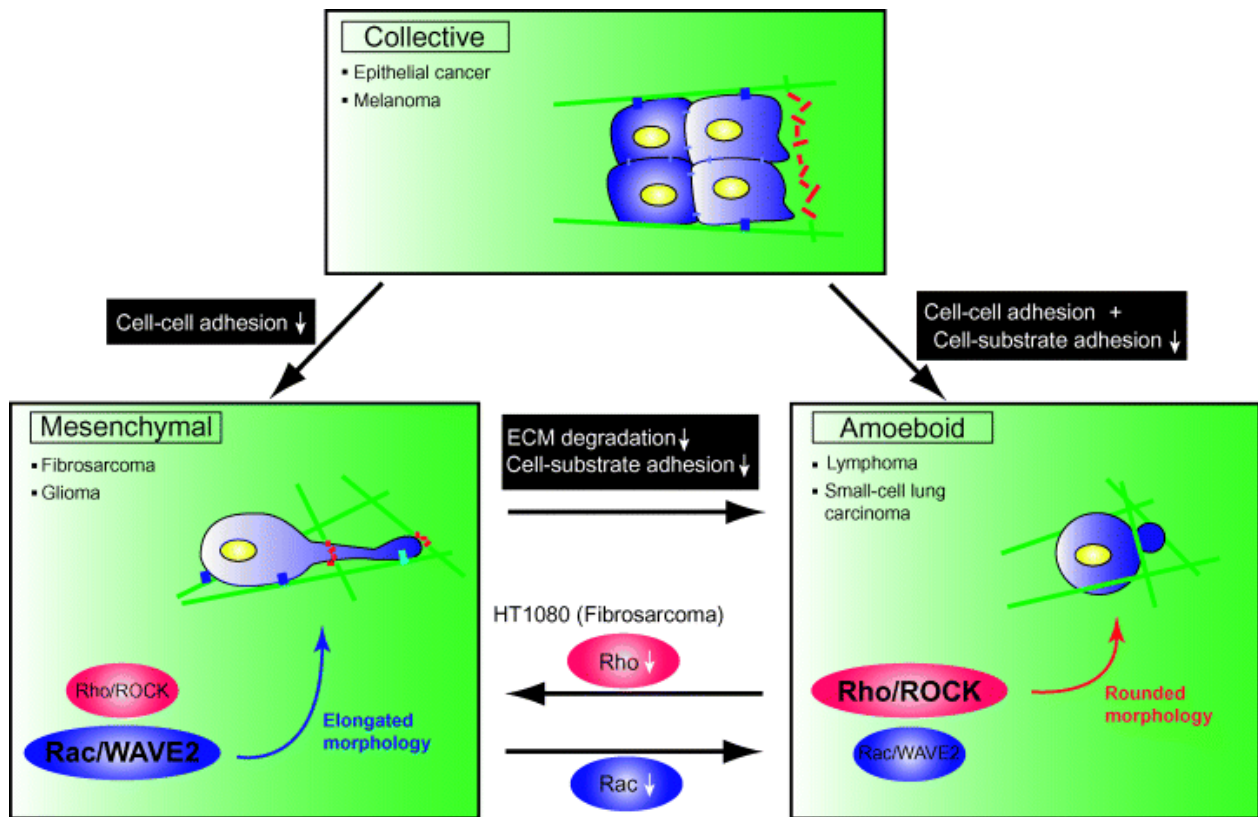 Collective
▪ Epithelial cancer
▪ Melanoma
Cell-cell adhesion ↓
Cell-cell adhesion +
Cell-substrate adhesion ↓
Mesenchymal
▪ Fibrosarcoma
▪ Glioma
Rho/ROCK
Rac/WAVE2
Elongated
morphology
ECM degradation ↓
Cell-substrate adhesion ↓
HT1080 (Fibrosarcoma)
Rho ↓
Rac ↓
Amoeboid
▪ Lymphoma
▪ Small-cell lung
carcinoma
Rho/ROCK
Rac/WAVE2
Rounded
morphology